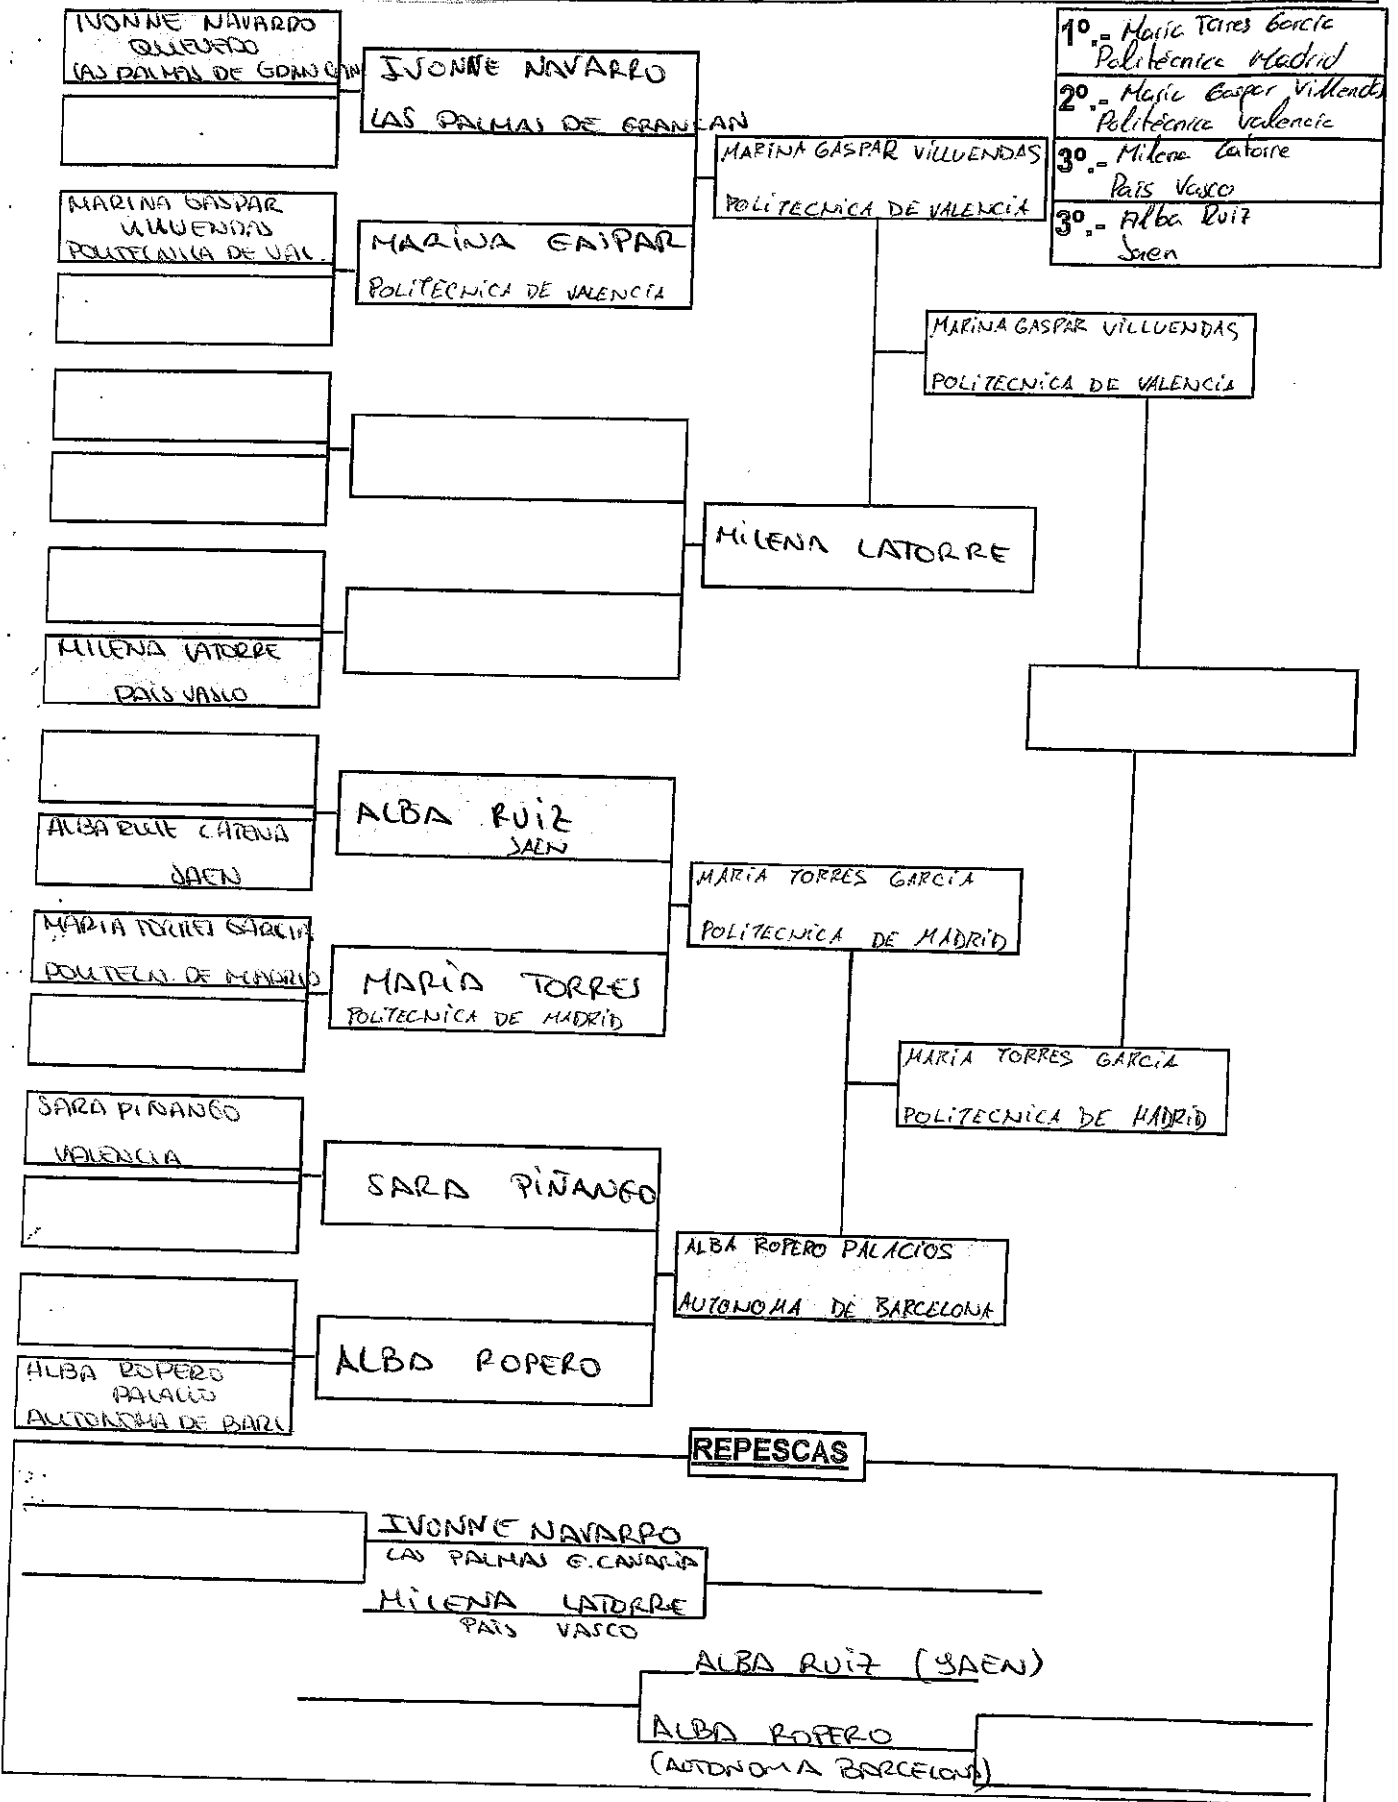 IVONNE NAVARDO
QUEVEDO
LAS PALMAS DE GRAN CAN
IVONNE NAVARRO
LAS PALMAS DE GRAN CAN
1º.- Maria Torres Garcia
Politécnica Madrid
2º.- Maria Gaspar Villendas
Politécnica Valencia
3º.- Milena Latorre
Pais Vasco
3º.- Alba Ruiz
Jaen
MARINA GASPAR VILLUENDAS
POLITECNICA DE VALENCIA
MARINA GASPAR
VILLUENDAS
POLITECNICA DE VAL.
MARINA GASPAR
POLITECNICA DE VALENCIA
MARINA GASPAR VILLUENDAS
POLITECNICA DE VALENCIA
MILENA LATORRE
MILENA LATORRE
PAIS VASCO
ALBA RUIZ
JAEN
ALBA RUIZ CATENA
JAEN
MARIA TORRES GARCIA
POLITECNICA DE MADRID
MARIA TORRES GARCIA
POLITECN. DE MADRID
MARIA TORRES
POLITECNICA DE MADRID
MARIA TORRES GARCIA
POLITECNICA DE MADRID
SARA PIÑANGO
VALENCIA
SARA PIÑANGO
ALBA ROPERO PALACIOS
AUTONOMA DE BARCELONA
ALBA ROPERO
ALBA ROPERO
PALACIO
AUTONOMA DE BARC
REPESCAS
IVONNE NAVARRO
LAS PALMAS G. CANARIA
MILENA LATORRE
PAIS VASCO
ALBA RUIZ (JAEN)
ALBA ROPERO
(AUTONOMA BARCELONA)